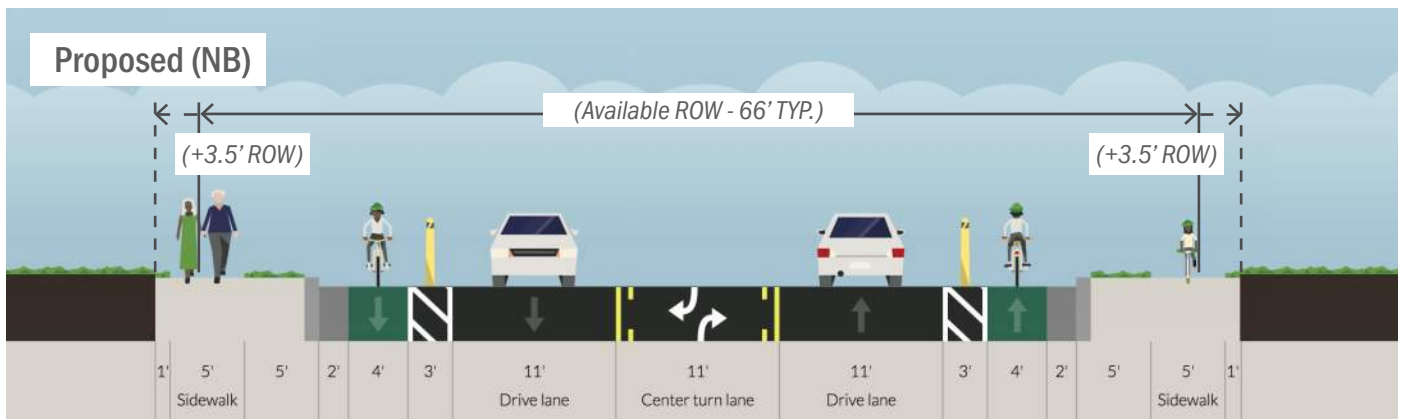 Proposed (NB)
(Available ROW - 66' TYP.)
(+3.5' ROW)
(+3.5' ROW)
1' 5' 5' 2' 4' 3' 11' 11' 11' 3' 4' 2' 5' 5' 1'
Sidewalk Drive lane Center turn lane Drive lane Sidewalk